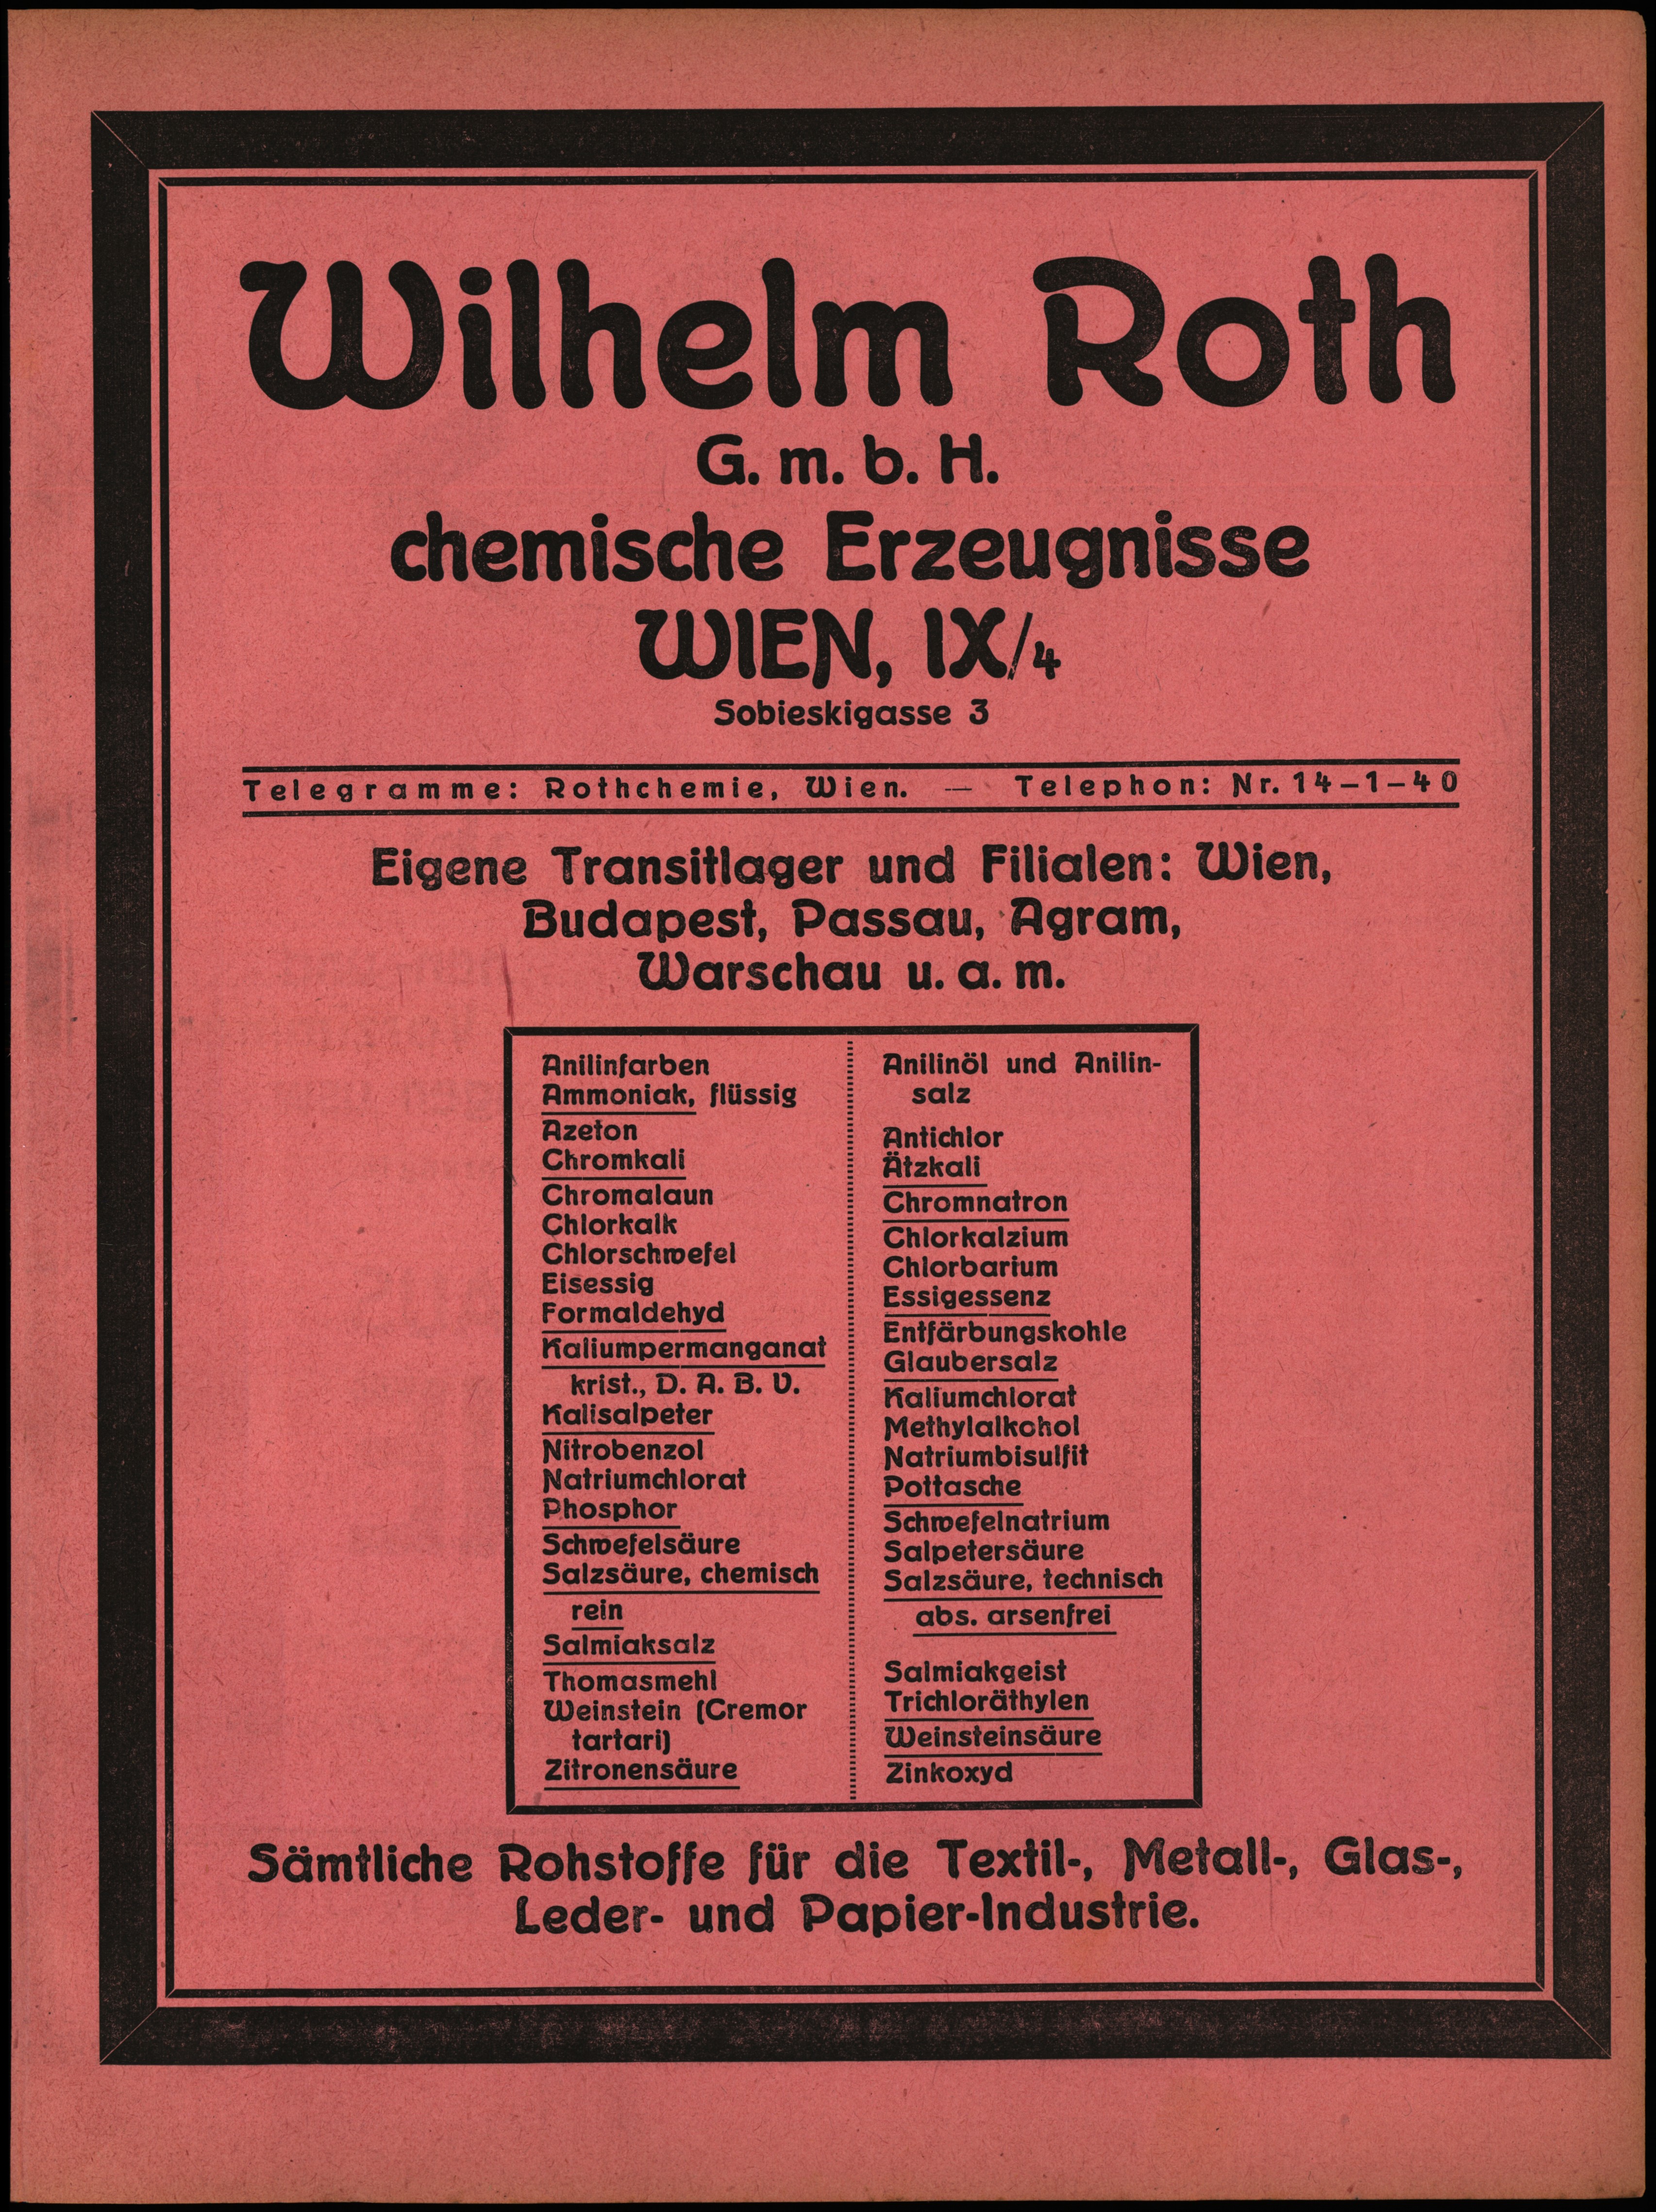 Wilhelm Roth
G. m. b. H.
chemische Erzeugnisse
WIEN, IX/4
Sobieskigasse 3
Telegramme: Rothchemie, Wien. — Telephon: Nr. 14-1-40
Eigene Transitlager und Filialen: Wien,
Budapest, Passau, Agram,
Warschau u. a. m.
Anilinfarben
Ammoniak, flüssig
Azeton
Chromkali
Chromalaun
Chlorkalk
Chlorschwefel
Eisessig
Formaldehyd
Kaliumpermanganat
krist., D. A. B. V.
Kalisalpeter
Nitrobenzol
Natriumchlorat
Phosphor
Schwefelsäure
Salzsäure, chemisch
rein
Salmiaksalz
Thomasmehl
Weinstein (Cremor
tartari)
Zitronensäure
Anilinöl und Anilin-
salz
Antichlor
Ätzkali
Chromnatron
Chlorkalzium
Chlorbarium
Essigessenz
Entfärbungskohle
Glaubersalz
Kaliumchlorat
Methylalkohol
Natriumbisulfit
Pottasche
Schwefelnatrium
Salpetersäure
Salzsäure, technisch
abs. arsenfrei
Salmiakgeist
Trichloräthylen
Weinsteinsäure
Zinkoxyd
Sämtliche Rohstoffe für die Textil-, Metall-, Glas-,
Leder- und Papier-Industrie.